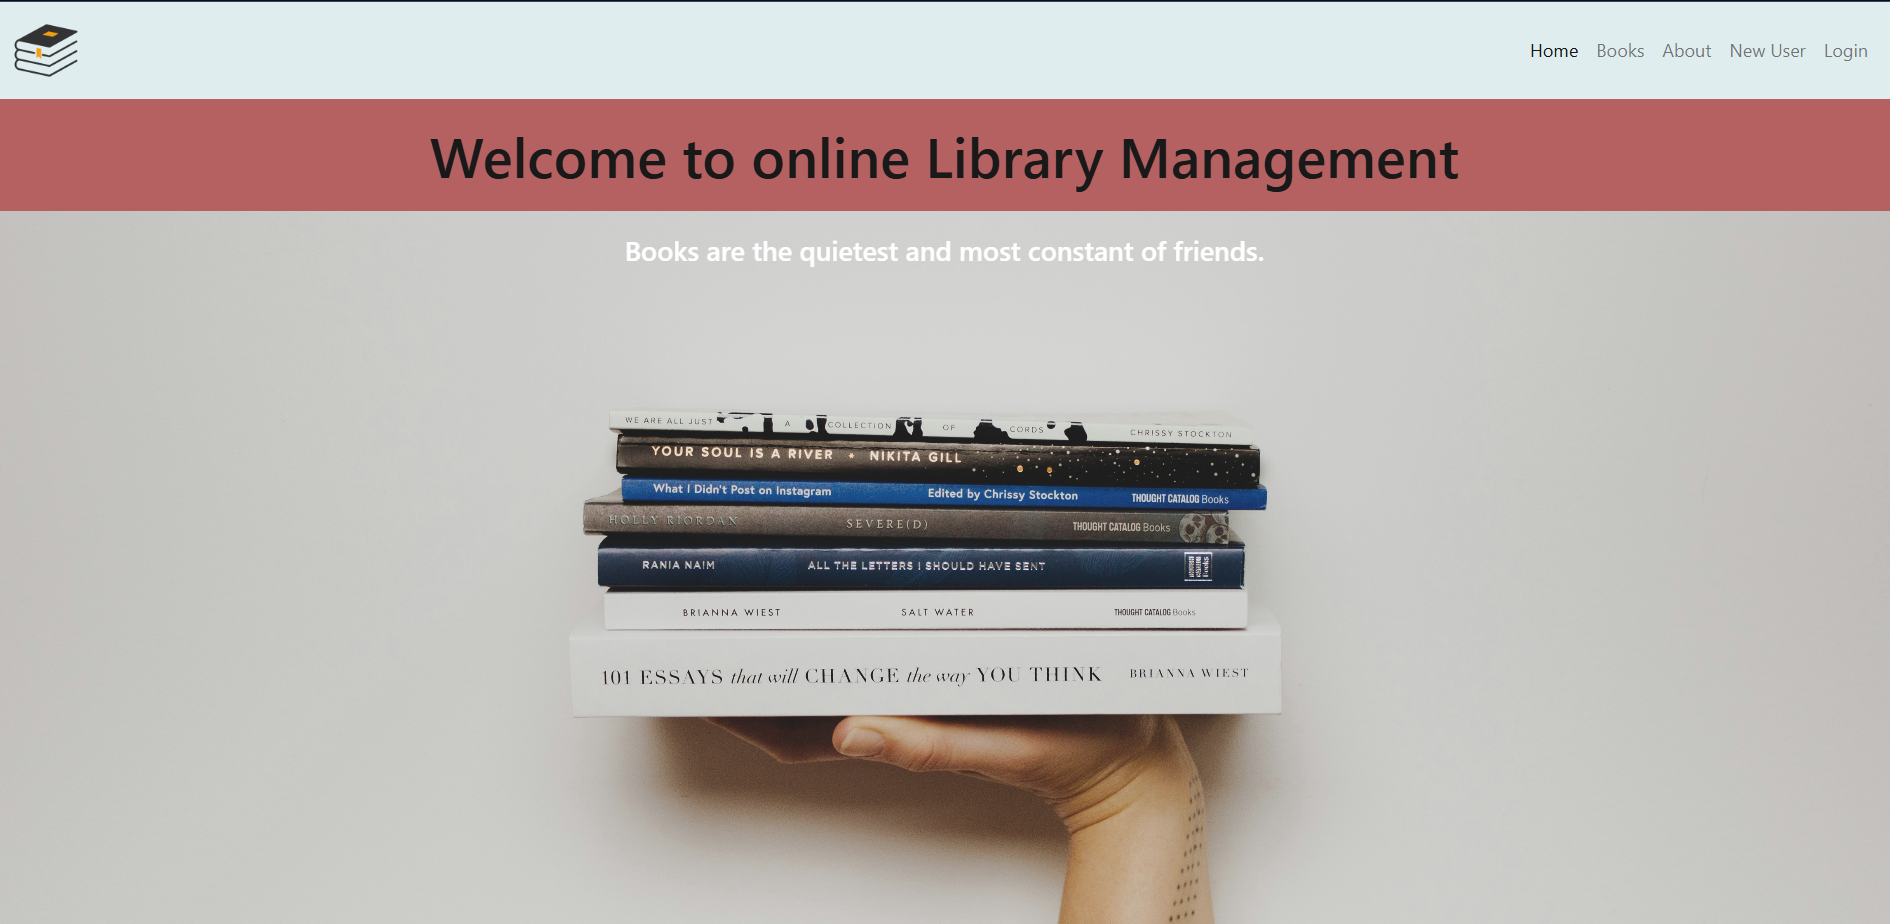 Home Books About New User Login
Welcome to online Library Management
Books are the quietest and most constant of friends.
WE ARE ALL JUST A COLLECTION OF CORDS CHRISSY STOCKTON
YOUR SOUL IS A RIVER * NIKITA GILL
What I Didn't Post on Instagram Edited by Chrissy Stockton THOUGHT CATALOG Books
HOLLY RIORDAN SEVERE(D) THOUGHT CATALOG Books
RANIA NAIM ALL THE LETTERS I SHOULD HAVE SENT
BRIANNA WIEST SALT WATER THOUGHT CATALOG Books
101 ESSAYS that will CHANGE the way YOU THINK BRIANNA WIEST